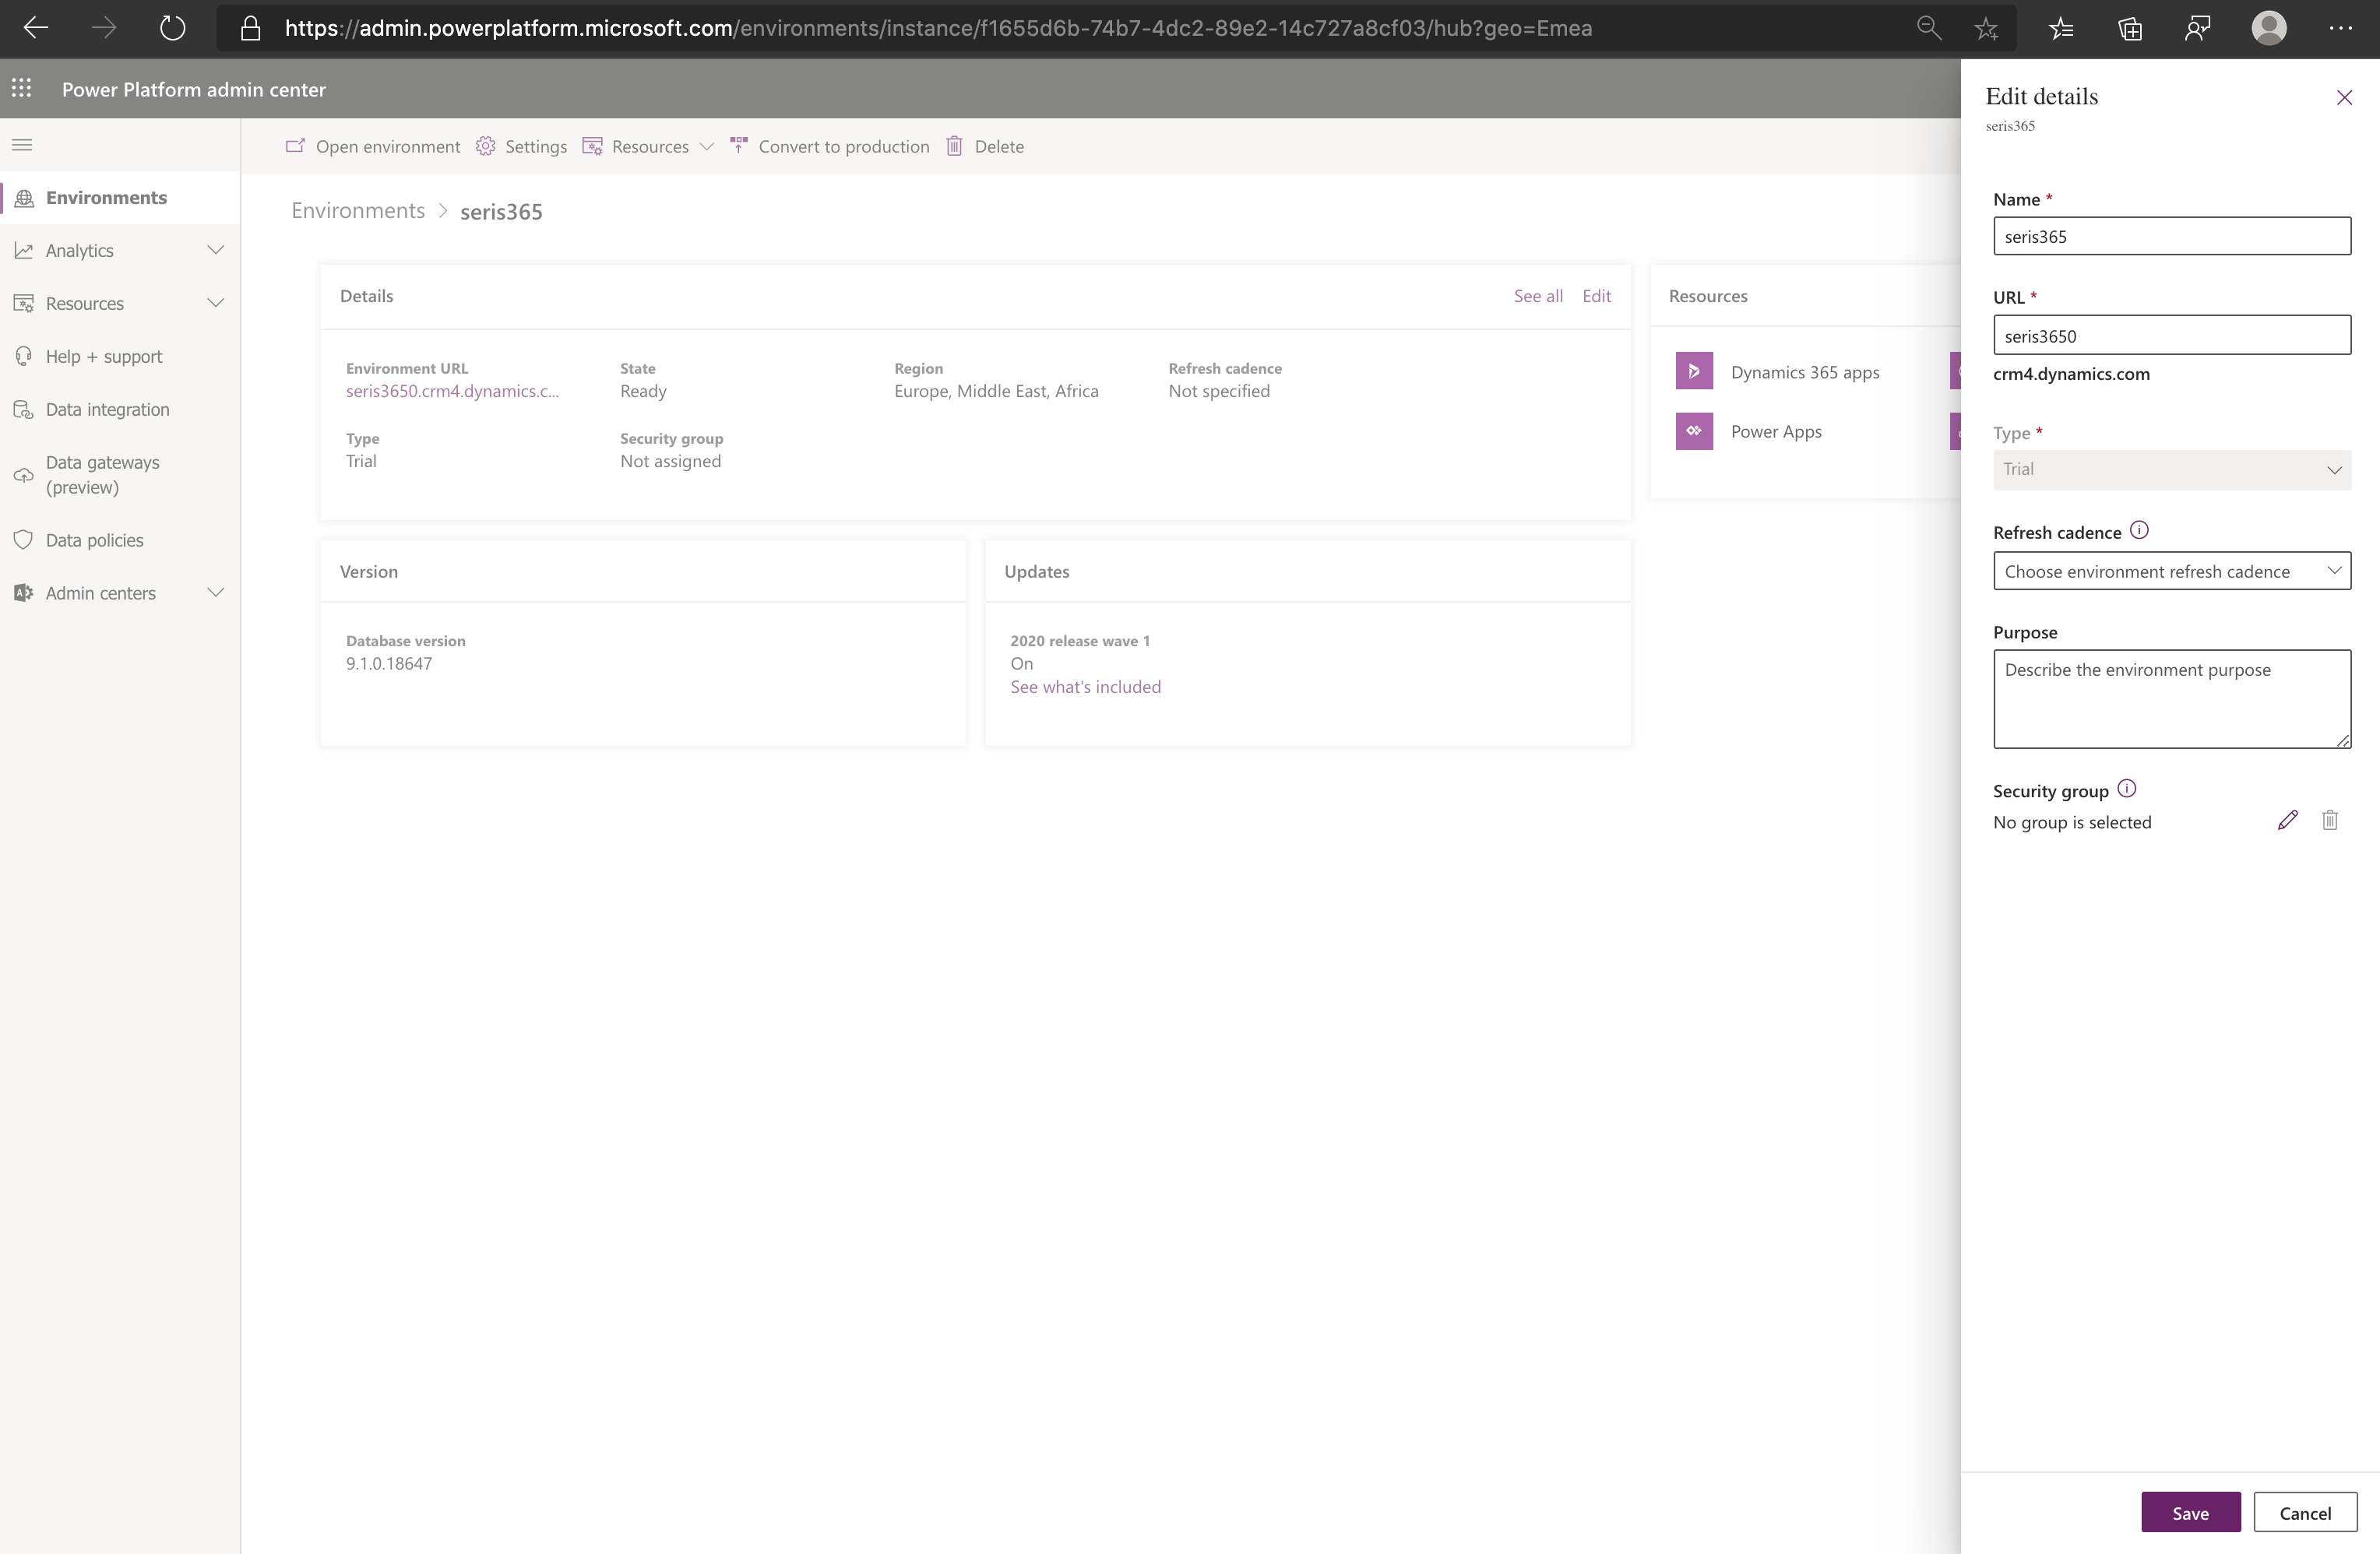 https://admin.powerplatform.microsoft.com/environments/instance/f1655d6b-74b7-4dc2-89e2-14c727a8cf03/hub?geo=Emea
Power Platform admin center
Open environment
Settings
Resources
Convert to production
Delete
Environments
Analytics
Resources
Help + support
Data integration
Data gateways
(preview)
Data policies
Admin centers
Environments > seris365
Details
See all
Edit
Environment URL
seris3650.crm4.dynamics.c...
State
Ready
Region
Europe, Middle East, Africa
Refresh cadence
Not specified
Type
Trial
Security group
Not assigned
Resources
Dynamics 365 apps
Power Apps
Version
Database version
9.1.0.18647
Updates
2020 release wave 1
On
See what's included
Edit details
seris365
Name *
seris365
URL *
seris3650
crm4.dynamics.com
Type *
Trial
Refresh cadence
Choose environment refresh cadence
Purpose
Describe the environment purpose
Security group
No group is selected
Save
Cancel